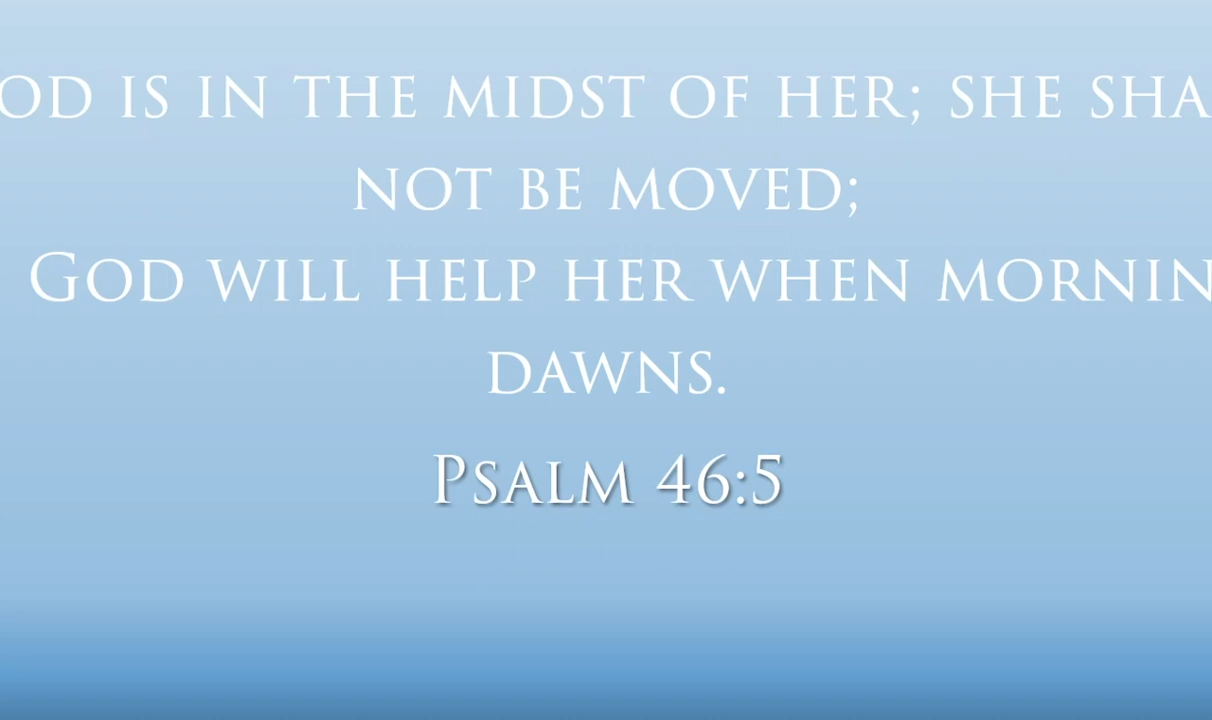 OD IS IN THE MIDST OF HER; SHE SHA
NOT BE MOVED;
GOD WILL HELP HER WHEN MORNIN
DAWNS.
PSALM 46:5